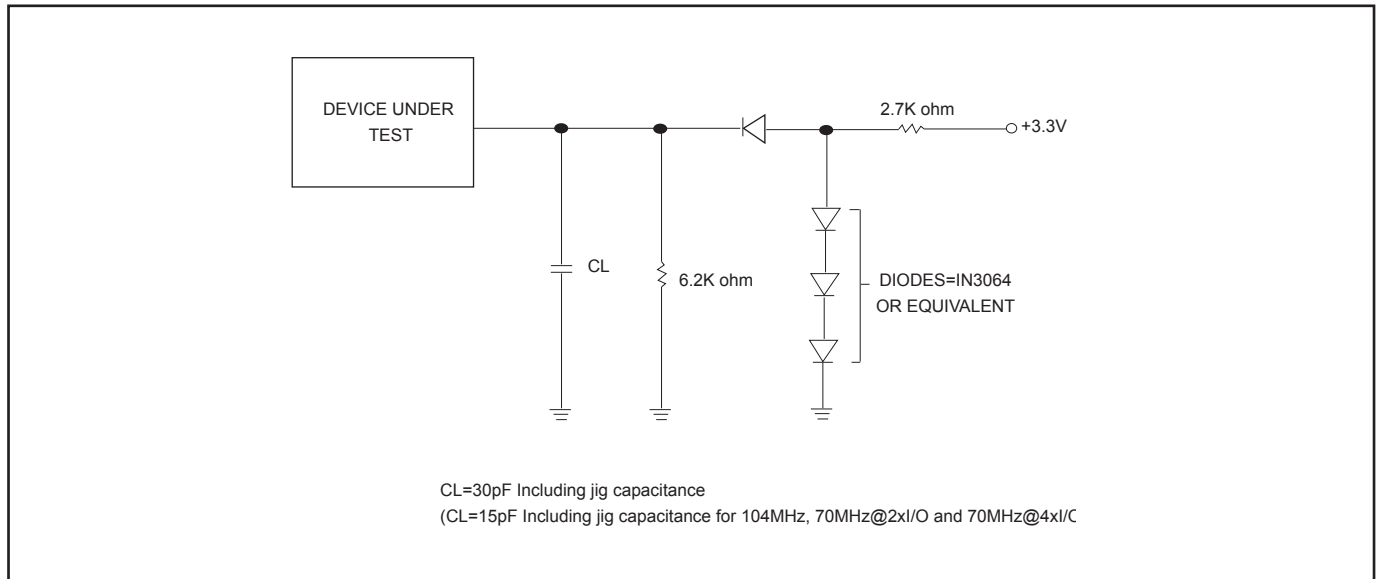 DEVICE UNDER
TEST
2.7K ohm
+3.3V
CL
6.2K ohm
DIODES=IN3064
OR EQUIVALENT
CL=30pF Including jig capacitance
(CL=15pF Including jig capacitance for 104MHz, 70MHz@2xI/O and 70MHz@4xI/